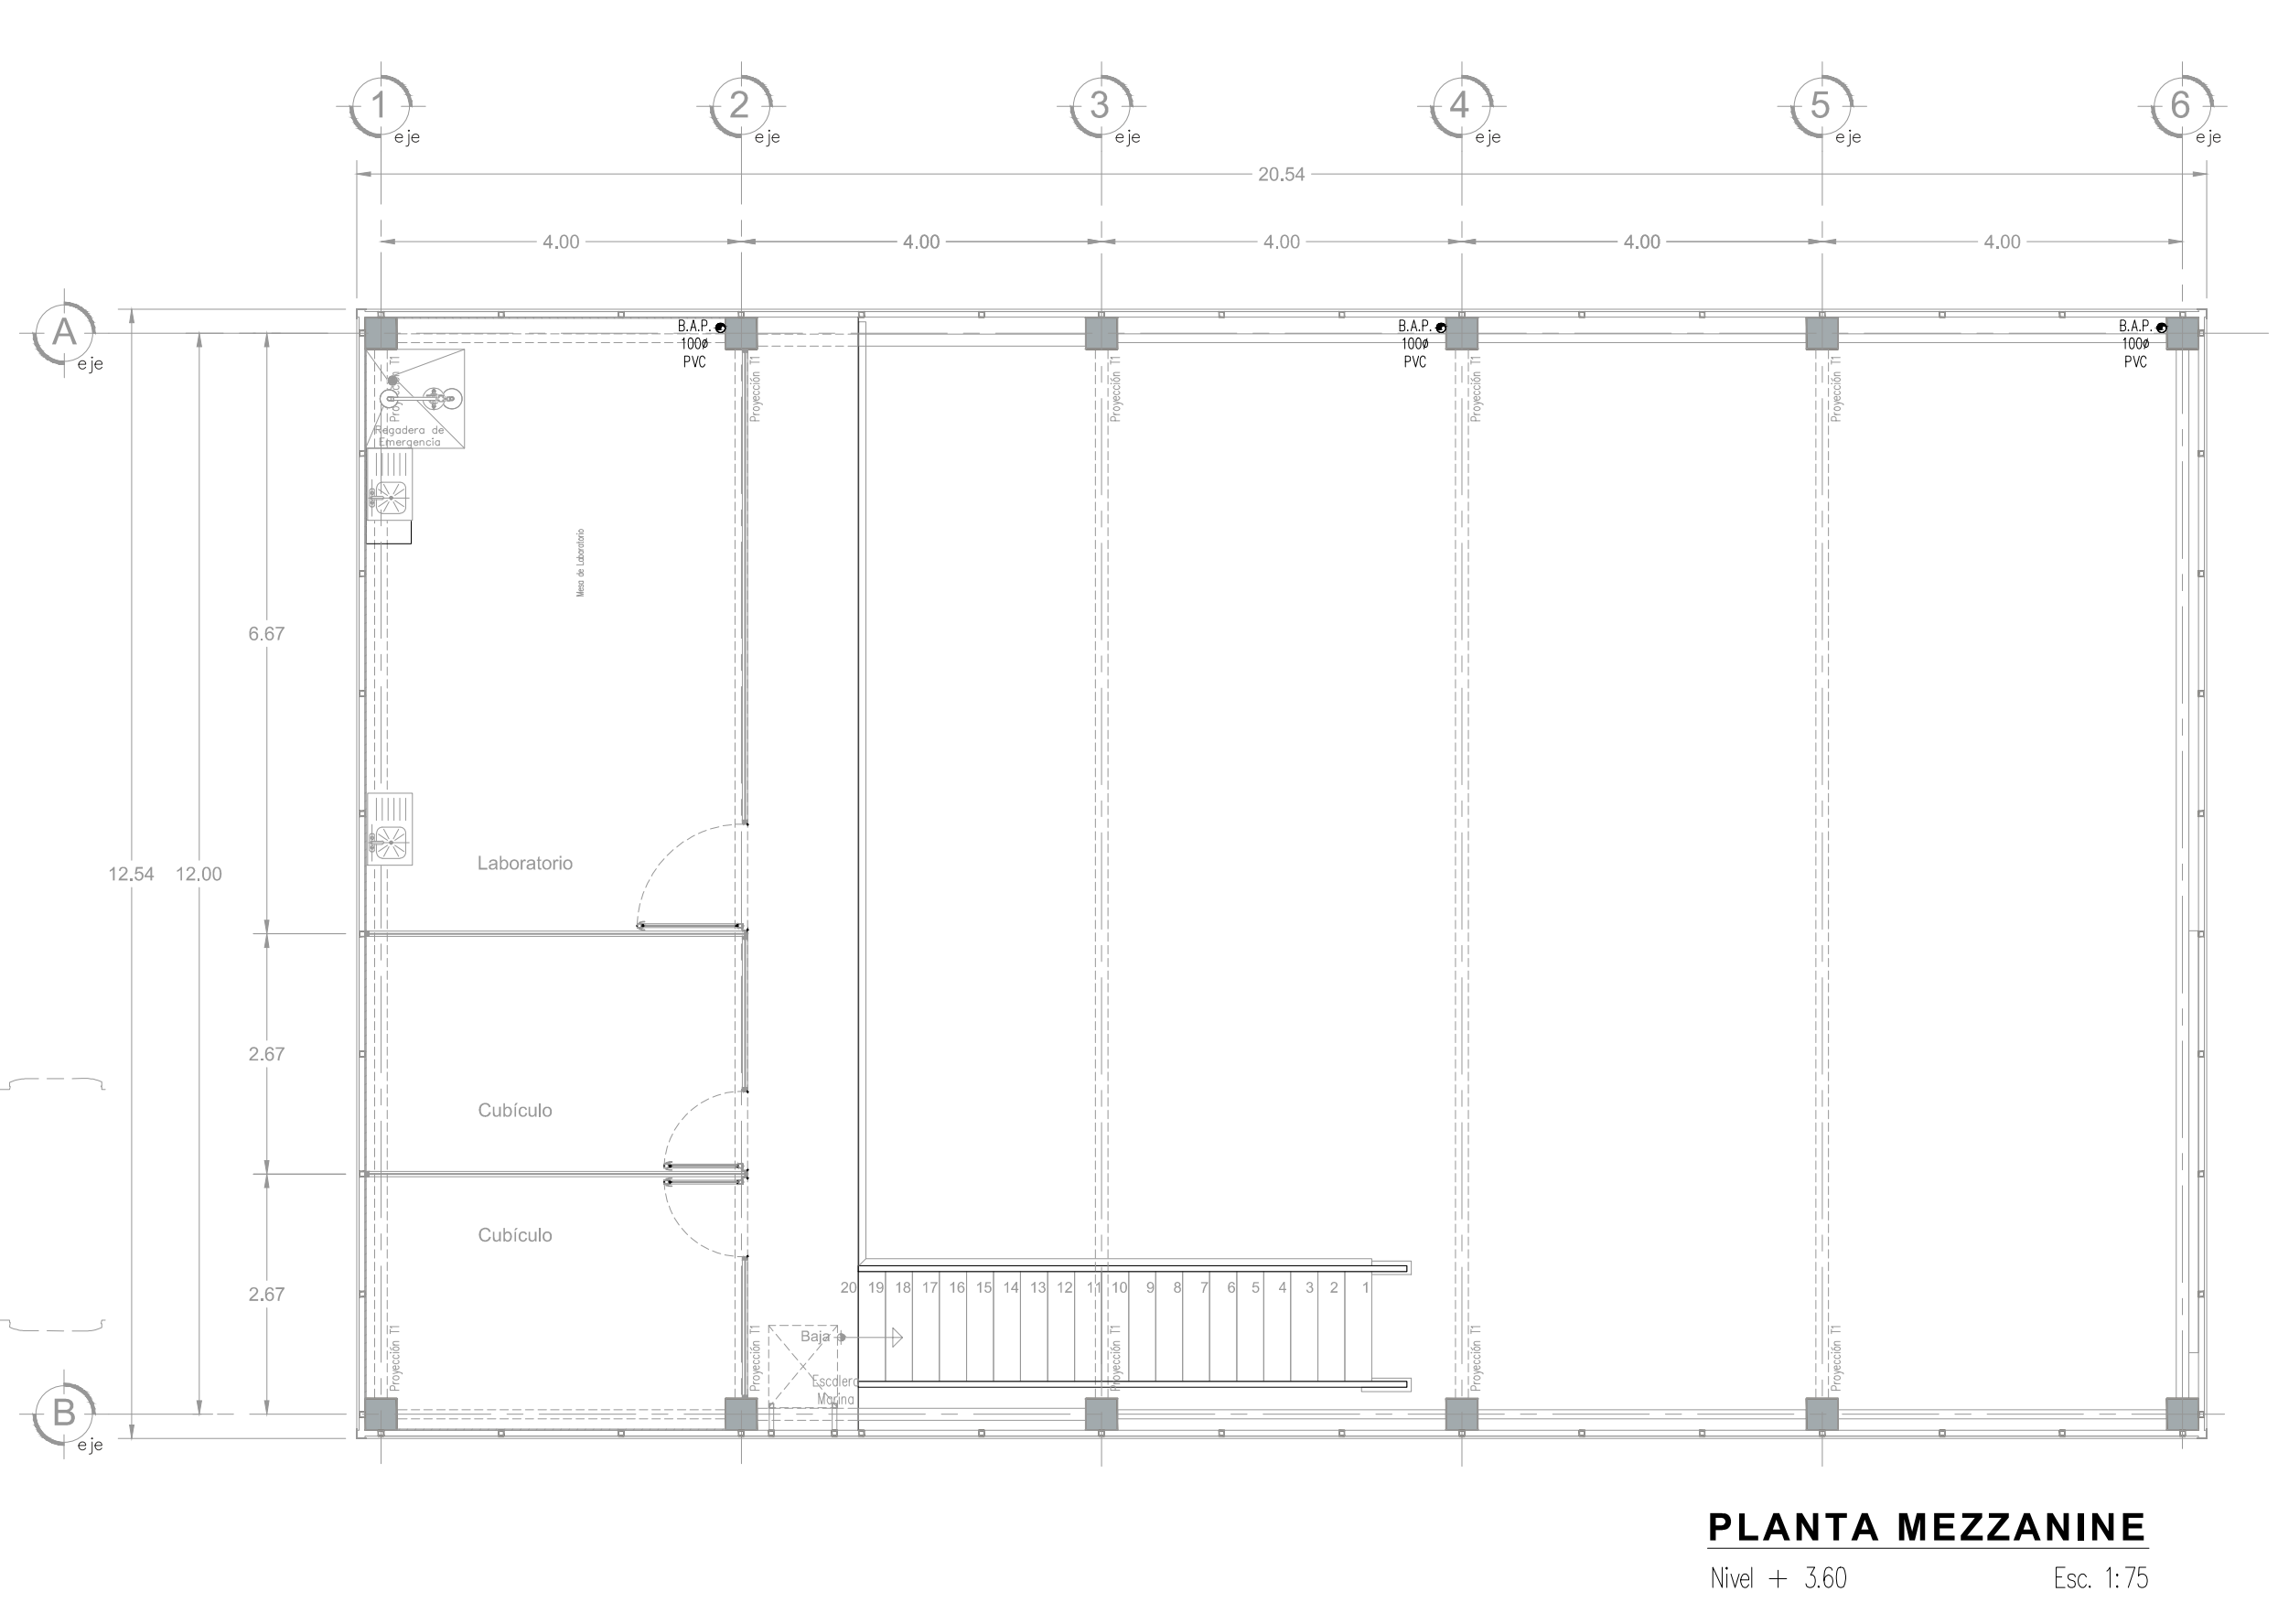 1 2 3 4 5 6
eje eje eje eje eje eje
20.54
4.00 4.00 4.00 4.00 4.00
A
eje
B.A.P.
100ø
PVC
B.A.P.
100ø
PVC
B.A.P.
100ø
PVC
Proyección T1
Proyección T1
Proyección T1
Proyección T1
Proyección T1
Regadera de
Emergencia
Mesa de Laboratorio
6.67
12.54 12.00
Laboratorio
2.67
Cubículo
Cubículo
2.67
20 19 18 17 16 15 14 13 12 11 10 9 8 7 6 5 4 3 2 1
Baja
Proyección T1
Proyección T1
Proyección T1
Proyección T1
Proyección T1
Escalera
Marina
B
eje
PLANTA MEZZANINE
Nivel + 3.60 Esc. 1:75